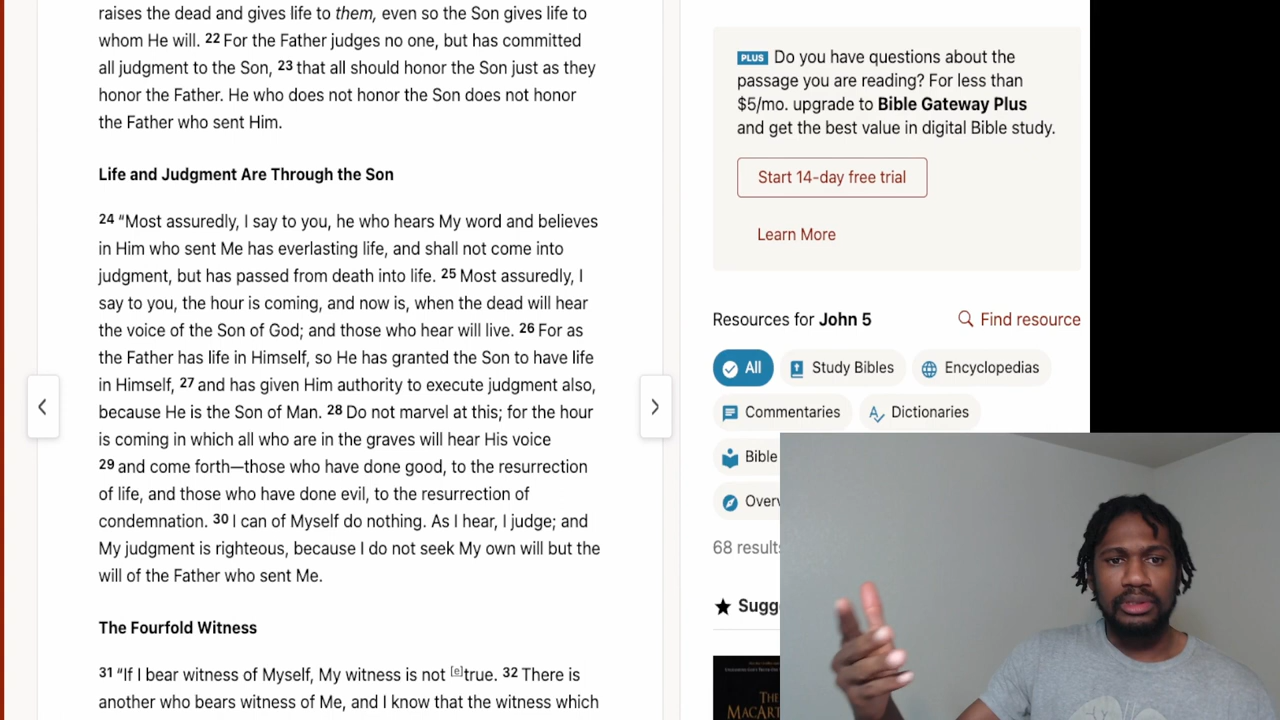 raises the dead and gives life to them, even so the Son gives life to
whom He will. 22 For the Father judges no one, but has committed
all judgment to the Son, 23 that all should honor the Son just as they
honor the Father. He who does not honor the Son does not honor
the Father who sent Him.
Life and Judgment Are Through the Son
24 “Most assuredly, I say to you, he who hears My word and believes
in Him who sent Me has everlasting life, and shall not come into
judgment, but has passed from death into life. 25 Most assuredly, I
say to you, the hour is coming, and now is, when the dead will hear
the voice of the Son of God; and those who hear will live. 26 For as
the Father has life in Himself, so He has granted the Son to have life
in Himself, 27 and has given Him authority to execute judgment also,
because He is the Son of Man. 28 Do not marvel at this; for the hour
is coming in which all who are in the graves will hear His voice
29 and come forth—those who have done good, to the resurrection
of life, and those who have done evil, to the resurrection of
condemnation. 30 I can of Myself do nothing. As I hear, I judge; and
My judgment is righteous, because I do not seek My own will but the
will of the Father who sent Me.
The Fourfold Witness
31 “If I bear witness of Myself, My witness is not [e]true. 32 There is
another who bears witness of Me, and I know that the witness which
PLUS Do you have questions about the
passage you are reading? For less than
$5/mo. upgrade to Bible Gateway Plus
and get the best value in digital Bible study.
Start 14-day free trial
Learn More
Resources for John 5 Find resource
All Study Bibles Encyclopedias
Commentaries Dictionaries
Bible
Overv
68 results
Sugg
THE
MACART